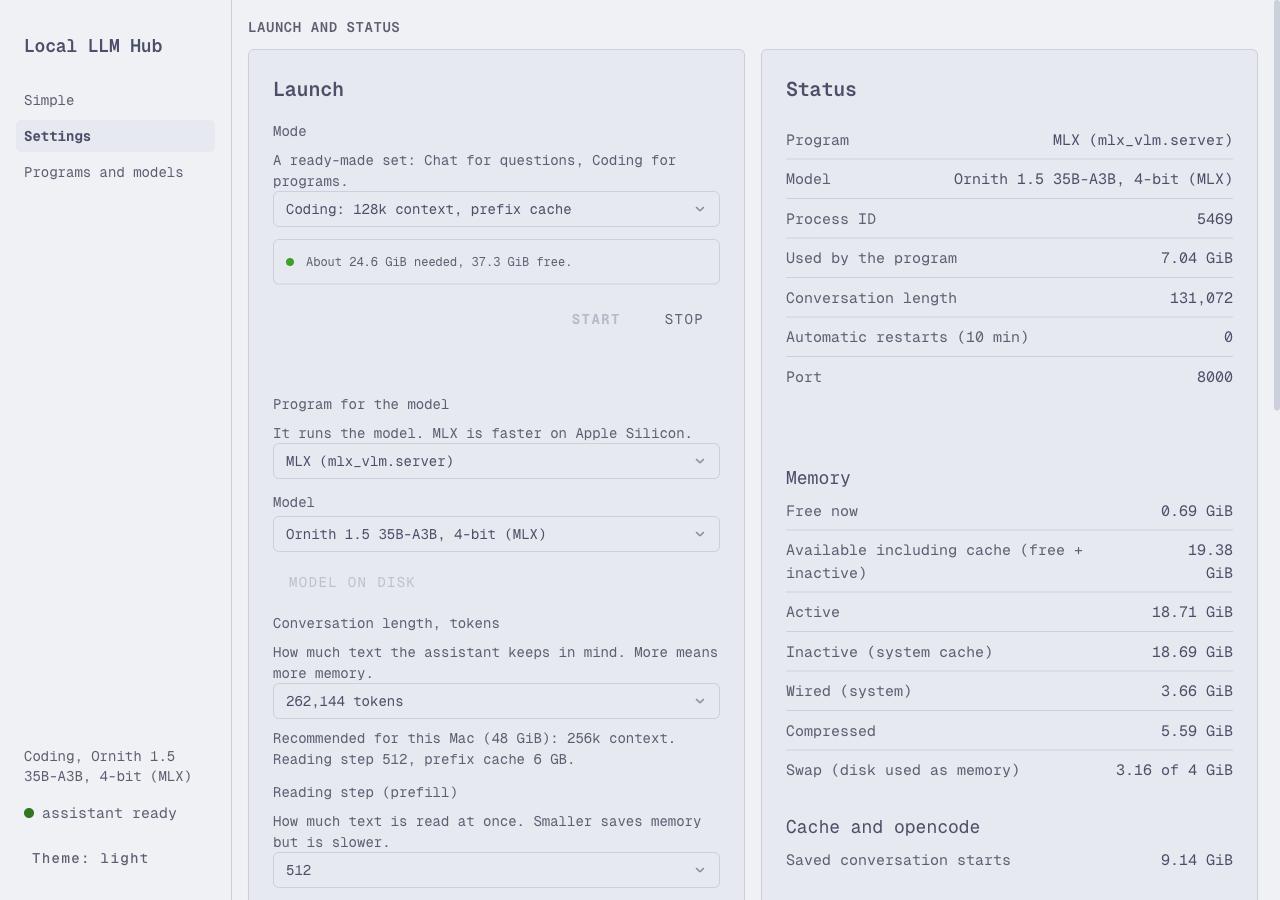 Local LLM Hub
Simple
Settings
Programs and models
Coding, Ornith 1.5
35B-A3B, 4-bit (MLX)
assistant ready
Theme: light
LAUNCH AND STATUS
Launch
Mode
A ready-made set: Chat for questions, Coding for
programs.
Coding: 128k context, prefix cache
About 24.6 GiB needed, 37.3 GiB free.
START STOP
Program for the model
It runs the model. MLX is faster on Apple Silicon.
MLX (mlx_vlm.server)
Model
Ornith 1.5 35B-A3B, 4-bit (MLX)
MODEL ON DISK
Conversation length, tokens
How much text the assistant keeps in mind. More means
more memory.
262,144 tokens
Recommended for this Mac (48 GiB): 256k context.
Reading step 512, prefix cache 6 GB.
Reading step (prefill)
How much text is read at once. Smaller saves memory
but is slower.
512
Status
Program MLX (mlx_vlm.server)
Model Ornith 1.5 35B-A3B, 4-bit (MLX)
Process ID 5469
Used by the program 7.04 GiB
Conversation length 131,072
Automatic restarts (10 min) 0
Port 8000
Memory
Free now 0.69 GiB
Available including cache (free + 19.38
inactive) GiB
Active 18.71 GiB
Inactive (system cache) 18.69 GiB
Wired (system) 3.66 GiB
Compressed 5.59 GiB
Swap (disk used as memory) 3.16 of 4 GiB
Cache and opencode
Saved conversation starts 9.14 GiB